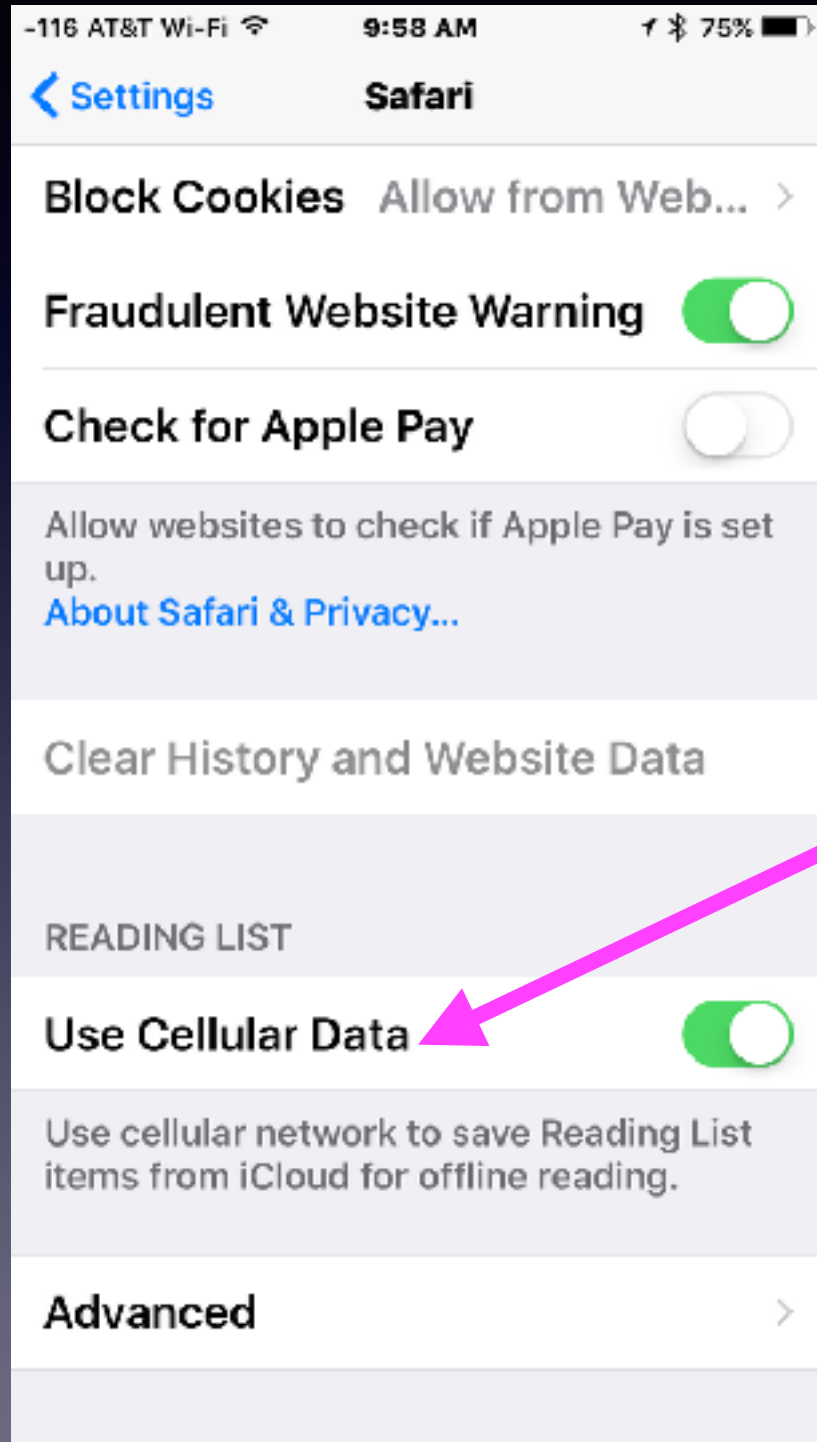 -116 AT&T Wi-Fi 9:58 AM 75%
Settings Safari
Block Cookies Allow from Web... >
Fraudulent Website Warning
Check for Apple Pay
Allow websites to check if Apple Pay is set
up.
About Safari & Privacy...
Clear History and Website Data
READING LIST
Use Cellular Data
Use cellular network to save Reading List
items from iCloud for offline reading.
Advanced >